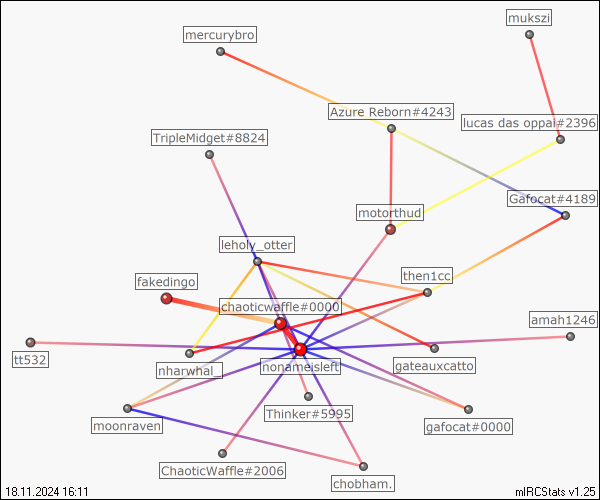 mukszi
mercurybro
Azure Reborn#4243
lucas das oppai#2396
TripleMidget#8824
Gafocat#4189
motorthud
leholy_otter
then1cc
fakedingo
chaoticwaffle#0000
amah1246
tt532
nharwhal_
nonameisleft
gateauxcatto
Thinker#5995
moonraven
gafocat#0000
ChaoticWaffle#2006
chobham.
18.11.2024 16:11
mIRCStats v1.25